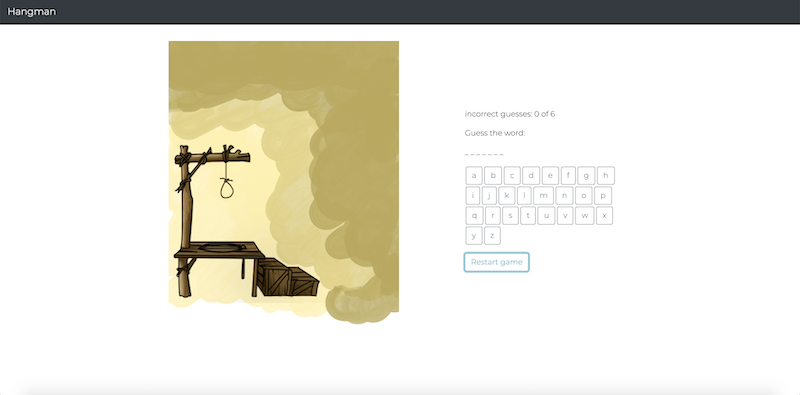 Hangman
incorrect guesses: 0 of 6
Guess the word:
_ _ _ _ _ _ _
a b c d e f g h
i j k l m n o p
q r s t u v w x
y z
Restart game